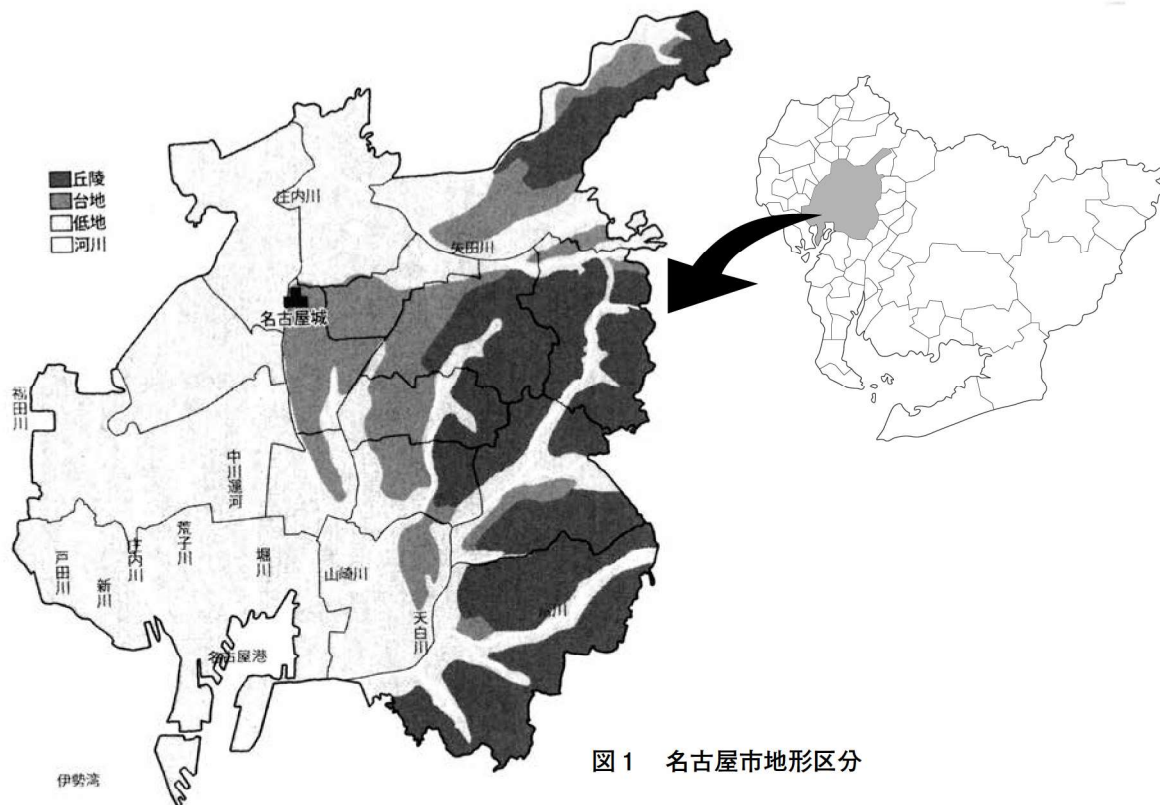 丘陵
台地
低地
河川
庄内川
矢田川
名古屋城
福田川
中川運河
戸田川
新川
庄内川
荒子川
堀川
山崎川
天白川
名古屋港
伊勢湾
図1 名古屋市地形区分